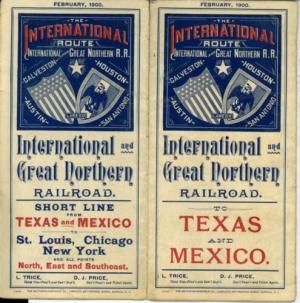 FEBRUARY, 1900.
THE
INTERNATIONAL
ROUTE
INTERNATIONAL AND GREAT NORTHERN R.R.
GALVESTON
HOUSTON
AUSTIN
SAN ANTONIO
International and
Great Northern
RAILROAD.
SHORT LINE
FROM
TEXAS and MEXICO
TO
St. Louis, Chicago
New York
AND ALL POINTS
North, East and Southeast.
L. TRICE,
D. J. PRICE,
FEBRUARY, 1900.
THE
INTERNATIONAL
ROUTE
INTERNATIONAL AND GREAT NORTHERN R.R.
GALVESTON
HOUSTON
AUSTIN
SAN ANTONIO
International and
Great Northern
RAILROAD.
TO
TEXAS
AND
MEXICO.
L. TRICE,
D. J. PRICE,